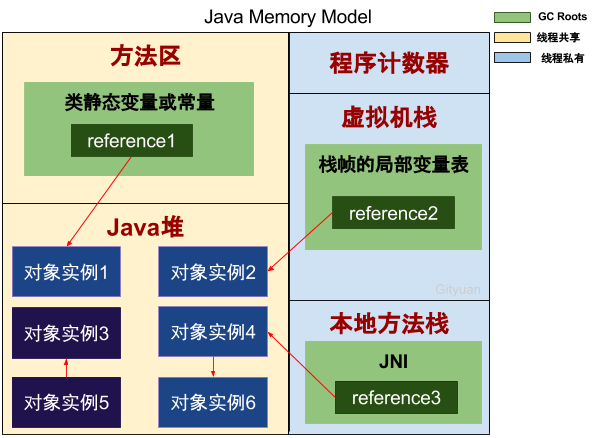 Java Memory Model
GC Roots
线程共享
线程私有
方法区
类静态变量或常量
reference1
程序计数器
虚拟机栈
栈帧的局部变量表
reference2
Gityuan
Java堆
对象实例1
对象实例2
对象实例3
对象实例4
对象实例5
对象实例6
本地方法栈
JNI
reference3